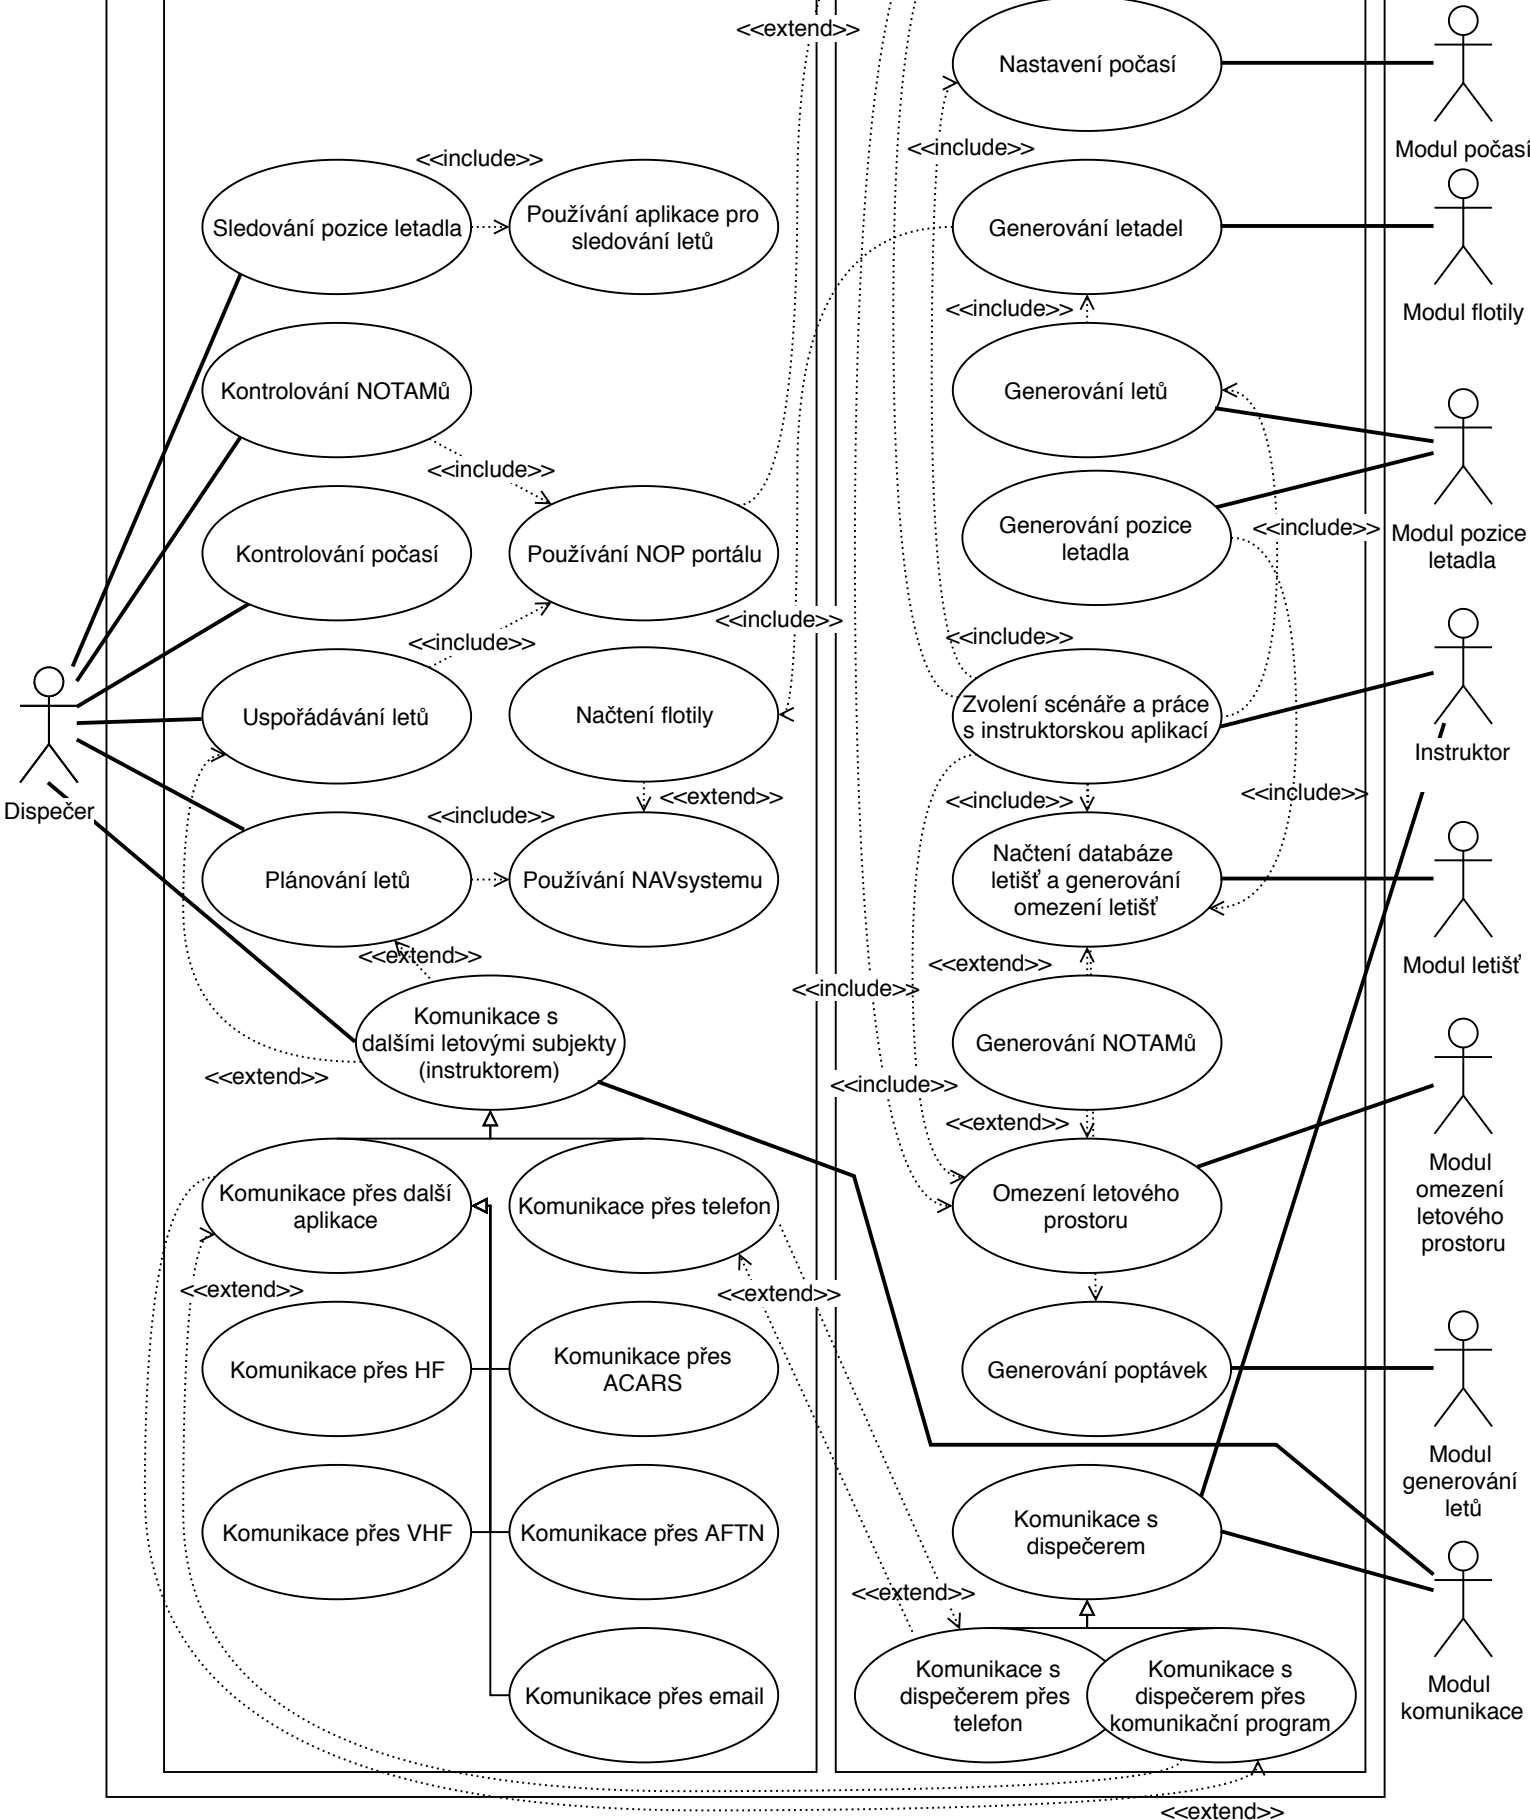 <<extend>>
Nastavení počasí
Modul počasí
<<include>>
<<include>>
Sledování pozice letadla
Používání aplikace pro
sledování letů
Generování letadel
Modul flotily
<<include>>
Kontrolování NOTAMů
Generování letů
<<include>>
Kontrolování počasí
Používání NOP portálu
Generování pozice
letadla
<<include>>
Modul pozice
letadla
<<include>>
<<include>>
<<include>>
Uspořádávání letů
Načtení flotily
Zvolení scénáře a práce
s instruktorskou aplikací
Instruktor
Dispečer
<<include>>
<<extend>>
<<include>>
<<include>>
Plánování letů
Používání NAVsystemu
Načtení databáze
letišť a generování
omezení letišť
Modul letišť
<<extend>>
<<extend>>
<<include>>
Komunikace s
dalšími letovými subjekty
(instruktorem)
Generování NOTAMů
<<extend>>
<<include>>
<<extend>>
Modul
omezení
letového
prostoru
Komunikace přes další
aplikace
Komunikace přes telefon
Omezení letového
prostoru
<<extend>>
<<extend>>
Komunikace přes HF
Komunikace přes
ACARS
Generování poptávek
Modul
generování
letů
Komunikace přes VHF
Komunikace přes AFTN
Komunikace s
dispečerem
<<extend>>
Komunikace přes email
Komunikace s
dispečerem přes
telefon
Komunikace s
dispečerem přes
komunikační program
Modul
komunikace
<<extend>>